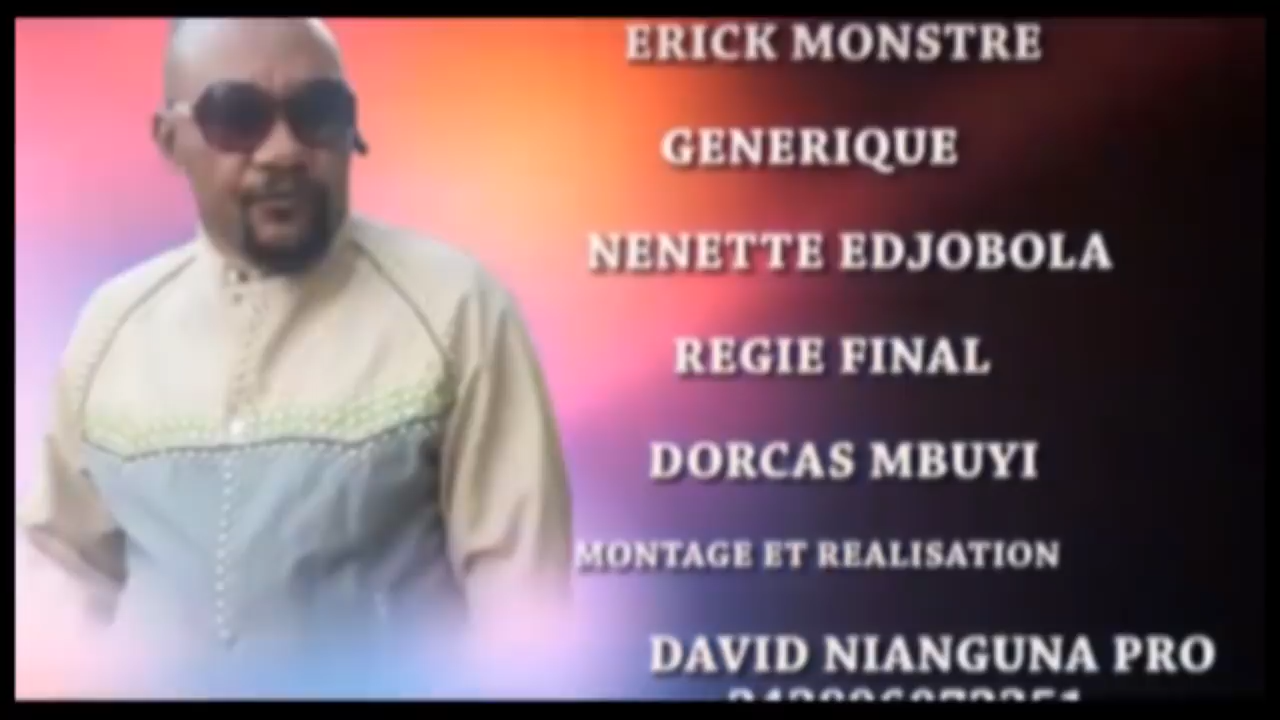 ERICK MONSTRE
GENERIQUE
NENETTE EDJOBOLA
REGIE FINAL
DORCAS MBUYI
MONTAGE ET REALISATION
DAVID NIANGUNA PRO